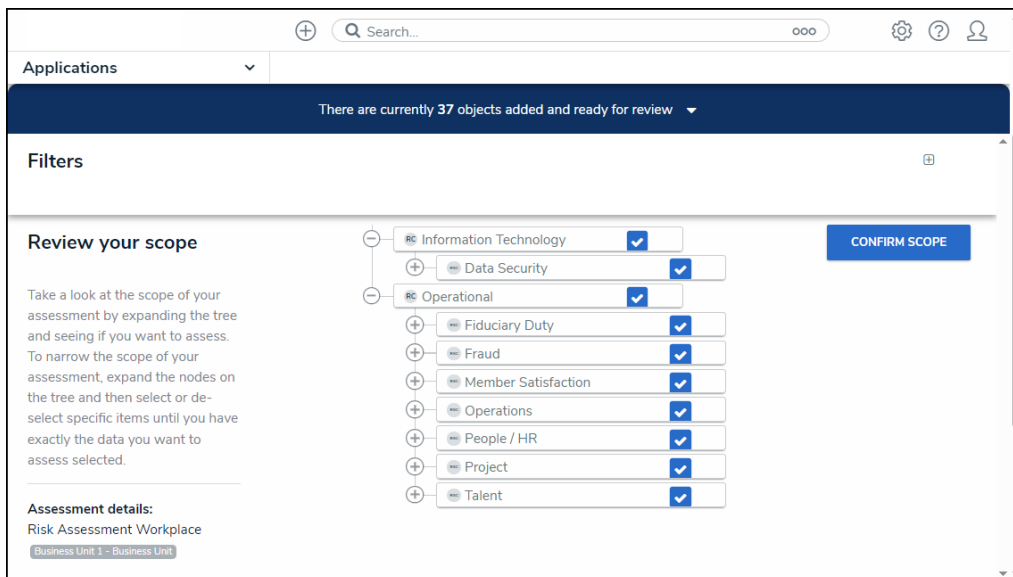 Search...
Applications
There are currently 37 objects added and ready for review
Filters
Review your scope
Take a look at the scope of your
assessment by expanding the tree
and seeing if you want to assess.
To narrow the scope of your
assessment, expand the nodes on
the tree and then select or de-
select specific items until you have
exactly the data you want to
assess selected.
Assessment details:
Risk Assessment Workplace
Business Unit 1 - Business Unit
RC Information Technology
Data Security
RC Operational
Fiduciary Duty
Fraud
Member Satisfaction
Operations
People / HR
Project
Talent
CONFIRM SCOPE